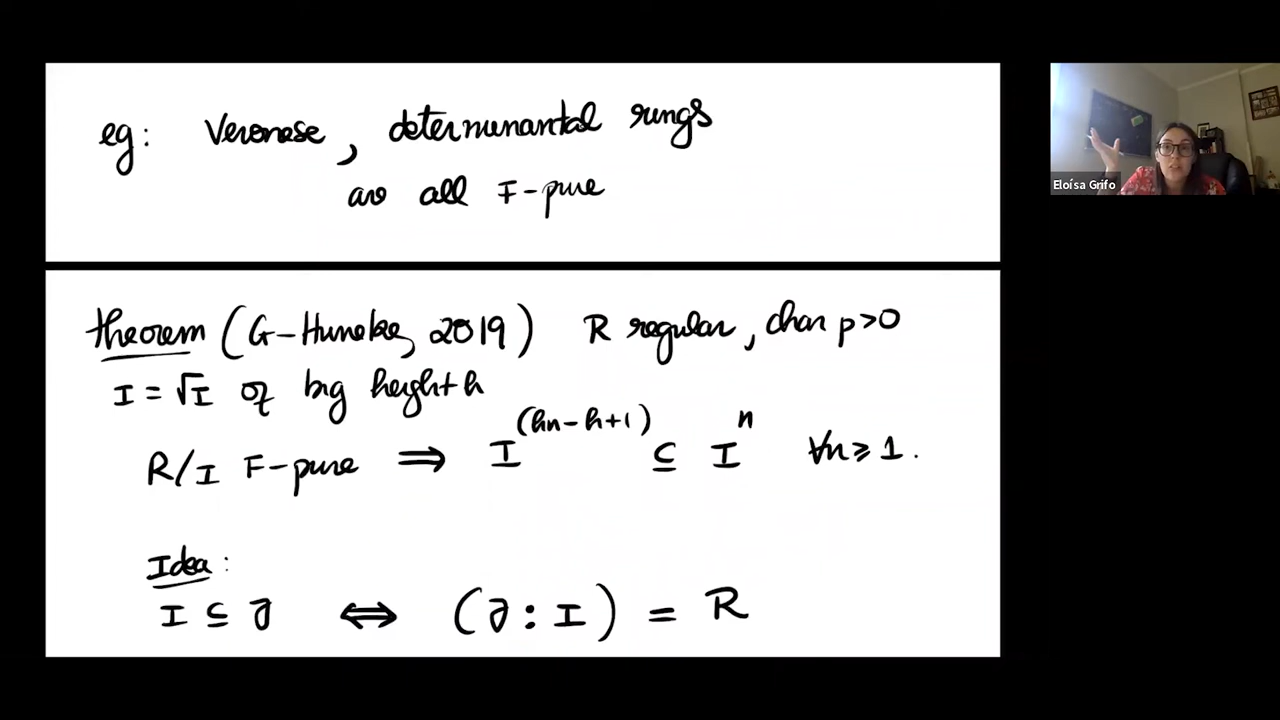 eg: Veronese, determinantal rings
are all F-pure
Theorem (G-Huneke, 2019) R regular, char p>0
I = √I of big height h
R/I F-pure ⟹ I^(hn-h+1) ⊆ I^n ∀n ⩾ 1.
Idea:
I ⊆ J ⟺ (J : I) = R
Eloísa Grifo